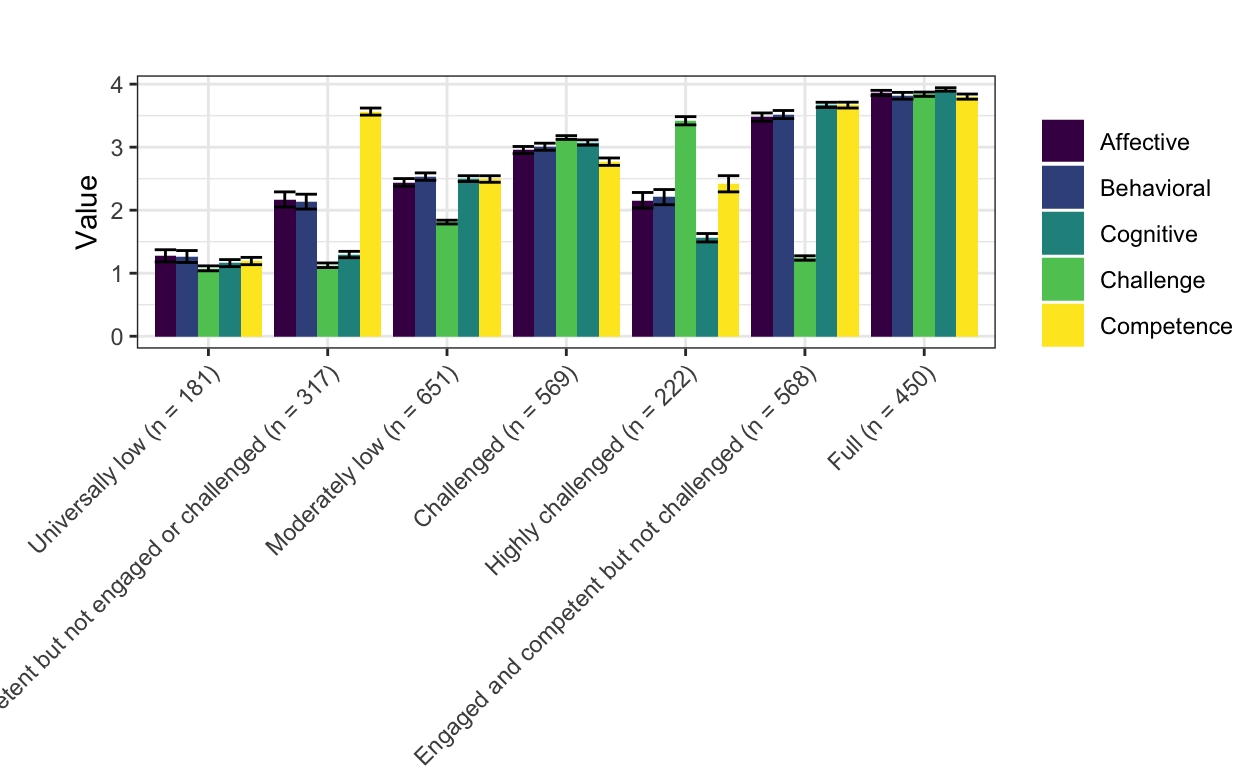 4
3
2
1
0
Value
Universally low (n = 181)
but not engaged or challenged (n = 317)
Moderately low (n = 651)
Challenged (n = 569)
Highly challenged (n = 222)
Engaged and competent but not challenged (n = 568)
Full (n = 450)
Affective
Behavioral
Cognitive
Challenge
Competence